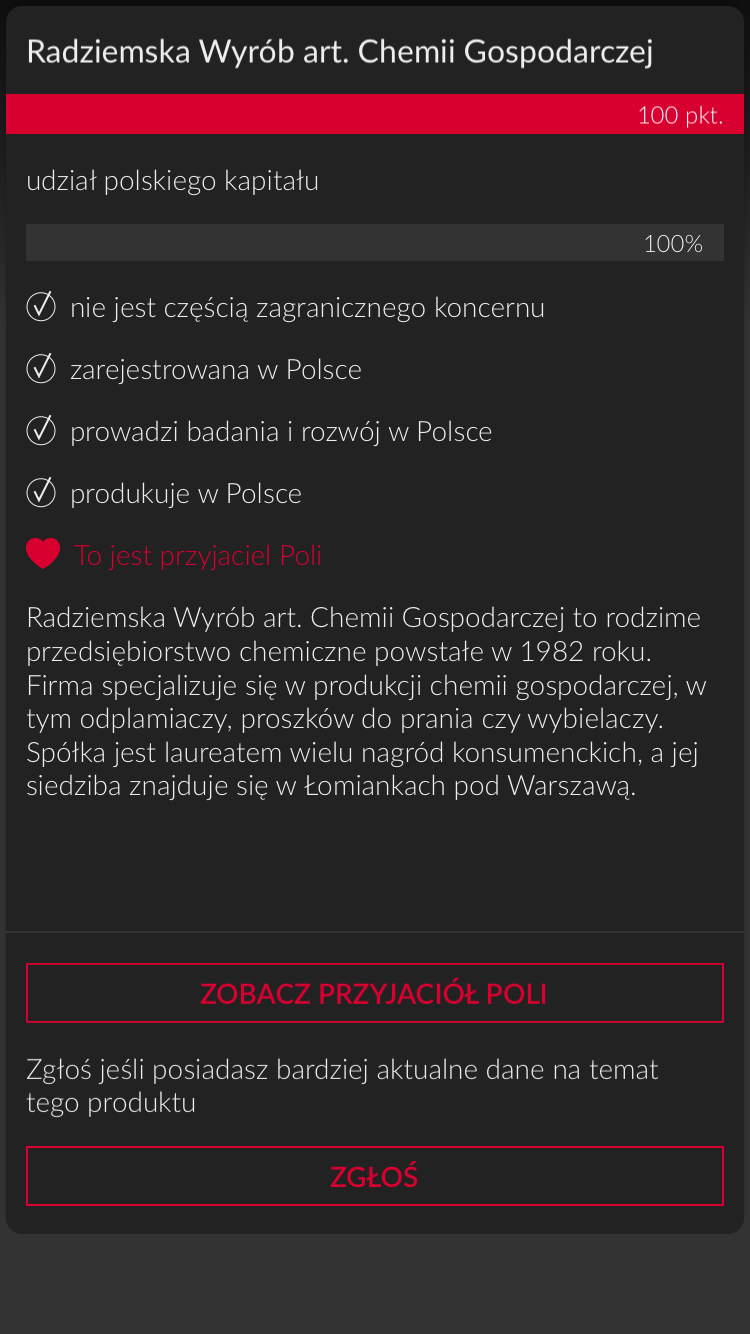 Radziemska Wyrób art. Chemii Gospodarczej
100 pkt.
udział polskiego kapitału
100%
nie jest częścią zagranicznego koncernu
zarejestrowana w Polsce
prowadzi badania i rozwój w Polsce
produkuje w Polsce
To jest przyjaciel Poli
Radziemska Wyrób art. Chemii Gospodarczej to rodzime
przedsiębiorstwo chemiczne powstałe w 1982 roku.
Firma specjalizuje się w produkcji chemii gospodarczej, w
tym odplamiaczy, proszków do prania czy wybielaczy.
Spółka jest laureatem wielu nagród konsumenckich, a jej
siedziba znajduje się w Łomiankach pod Warszawą.
ZOBACZ PRZYJACIÓŁ POLI
Zgłoś jeśli posiadasz bardziej aktualne dane na temat
tego produktu
ZGŁOŚ